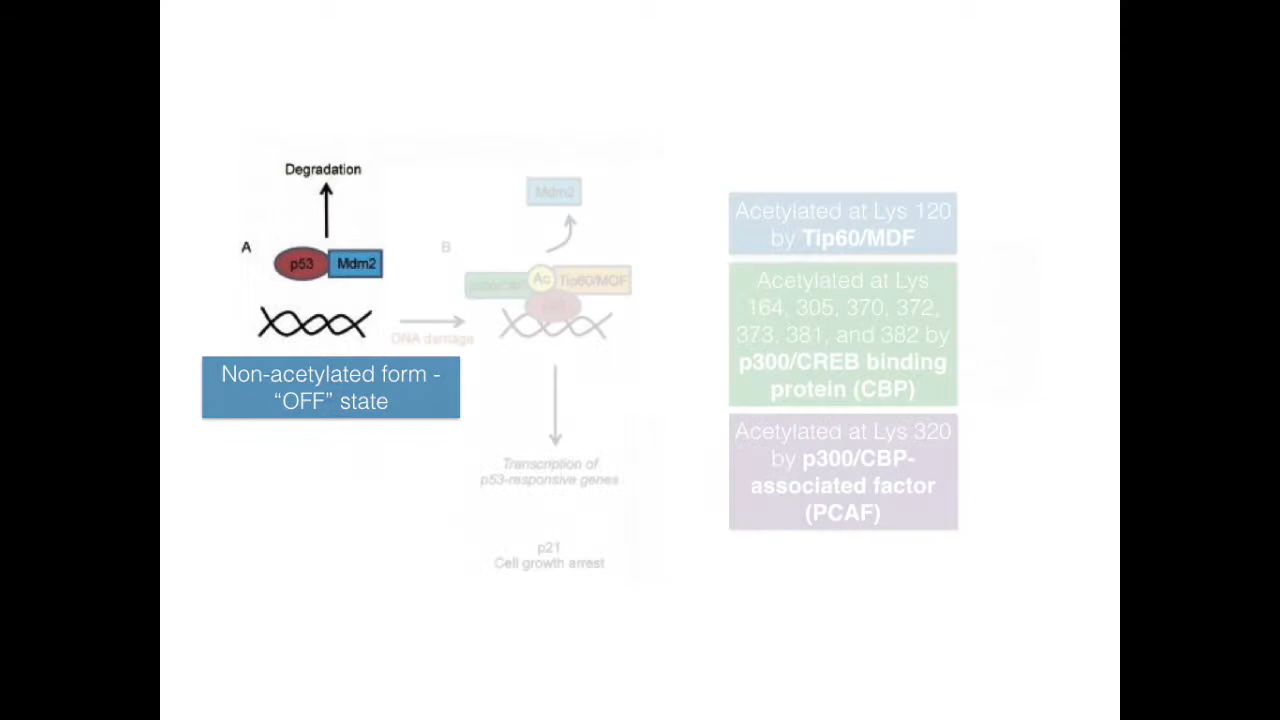 Degradation
A
p53
Mdm2
Non-acetylated form -
“OFF” state
DNA damage
Mdm2
B
Ac
Tip60/MOF
Transcription of
p53-responsive genes
p21
Cell growth arrest
Acetylated at Lys 120
by Tip60/MDF
Acetylated at Lys
164, 305, 370, 372,
373, 381, and 382 by
p300/CREB binding
protein (CBP)
Acetylated at Lys 320
by p300/CBP-
associated factor
(PCAF)